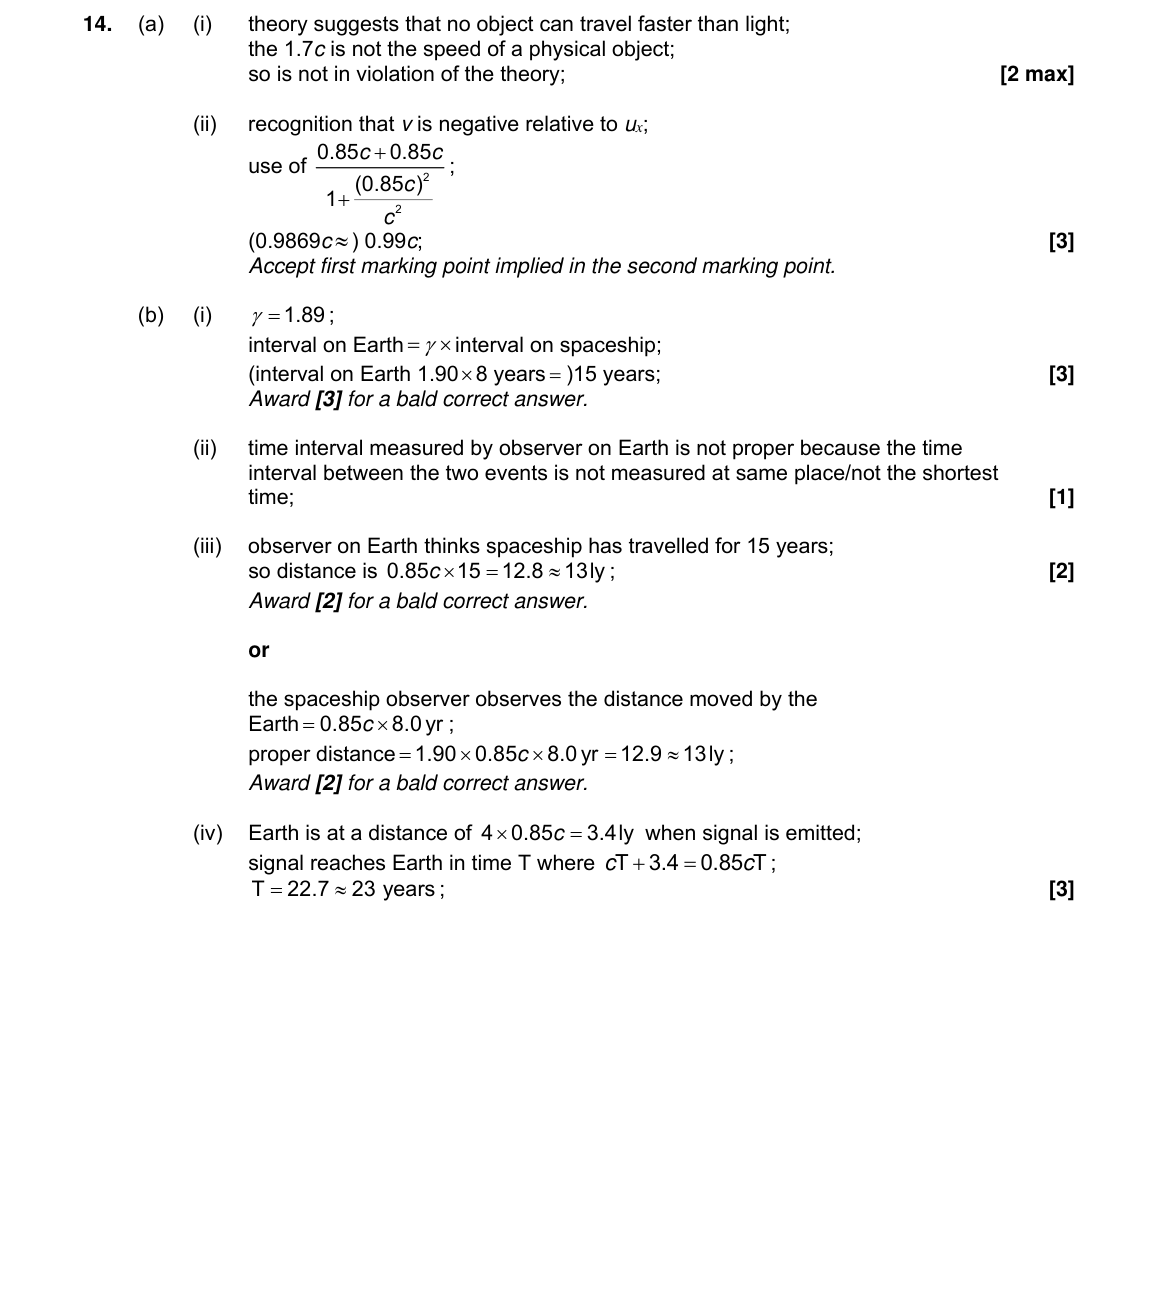 14. (a) (i) theory suggests that no object can travel faster than light;
the 1.7c is not the speed of a physical object;
so is not in violation of the theory; [2 max]
(ii) recognition that v is negative relative to uₓ;
use of (0.85c + 0.85c) / (1 + (0.85c)² / c²) ;
(0.9869c ≈ ) 0.99c; [3]
Accept first marking point implied in the second marking point.
(b) (i) γ = 1.89 ;
interval on Earth = γ × interval on spaceship;
(interval on Earth 1.90 × 8 years = )15 years; [3]
Award [3] for a bald correct answer.
(ii) time interval measured by observer on Earth is not proper because the time
interval between the two events is not measured at same place/not the shortest
time; [1]
(iii) observer on Earth thinks spaceship has travelled for 15 years;
so distance is 0.85c × 15 = 12.8 ≈ 13 ly ; [2]
Award [2] for a bald correct answer.
or
the spaceship observer observes the distance moved by the
Earth = 0.85c × 8.0 yr ;
proper distance = 1.90 × 0.85c × 8.0 yr = 12.9 ≈ 13 ly ;
Award [2] for a bald correct answer.
(iv) Earth is at a distance of 4 × 0.85c = 3.4 ly when signal is emitted;
signal reaches Earth in time T where cT + 3.4 = 0.85cT ;
T = 22.7 ≈ 23 years ; [3]